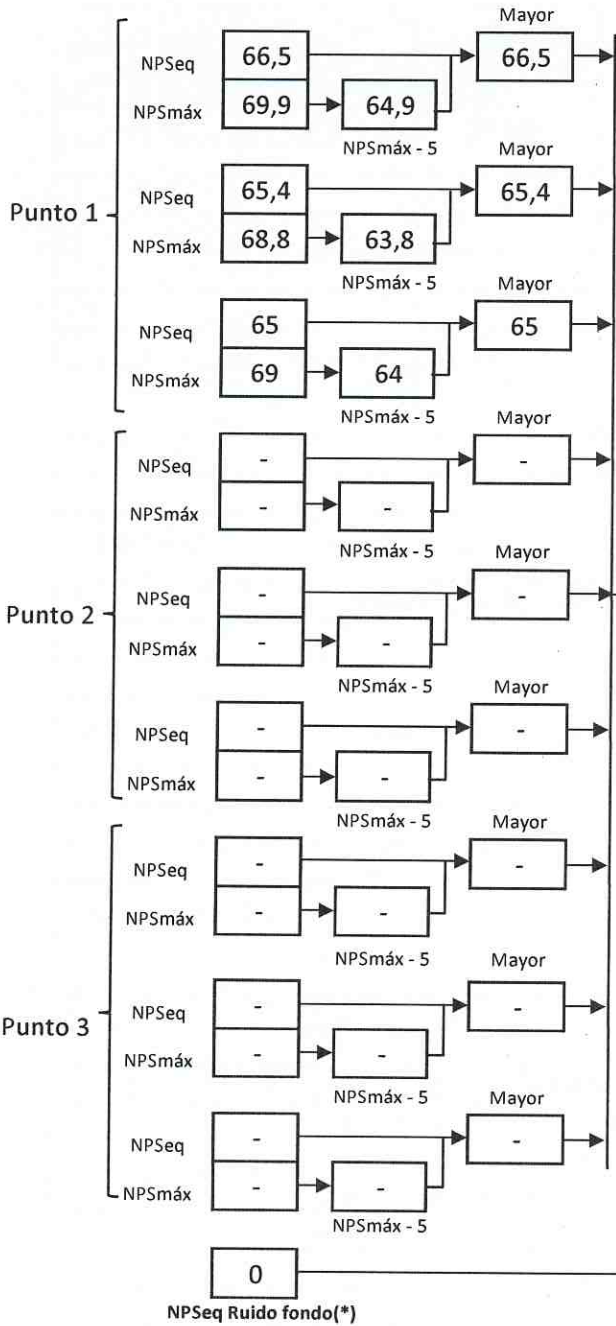 Mayor
NPSeq 66,5 66,5
NPSmáx 69,9 64,9
NPSmáx - 5
Mayor
Punto 1
NPSeq 65,4 65,4
NPSmáx 68,8 63,8
NPSmáx - 5
Mayor
NPSeq 65 65
NPSmáx 69 64
NPSmáx - 5
Mayor
NPSeq - -
NPSmáx - -
NPSmáx - 5
Mayor
Punto 2
NPSeq - -
NPSmáx - -
NPSmáx - 5
Mayor
NPSeq - -
NPSmáx - -
NPSmáx - 5
Mayor
NPSeq - -
NPSmáx - -
NPSmáx - 5
Mayor
Punto 3
NPSeq - -
NPSmáx - -
NPSmáx - 5
Mayor
NPSeq - -
NPSmáx - -
NPSmáx - 5
0
NPSeq Ruido fondo(*)